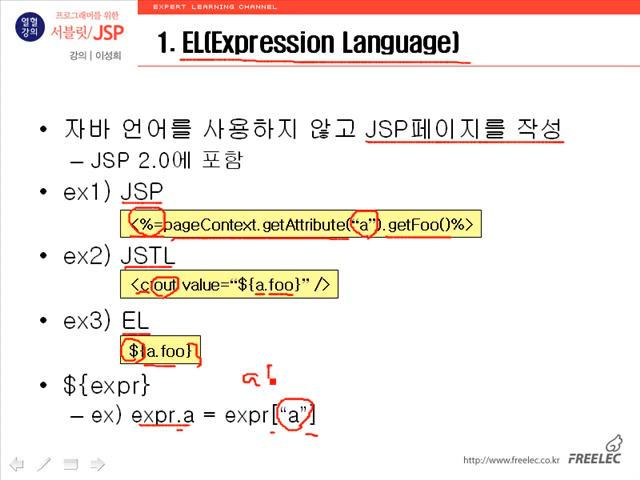 EXPERT LEARNING CHANNEL
열혈강의
프로그래머를 위한
서블릿/JSP
강의 | 이성희
1. EL(Expression Language)
• 자바 언어를 사용하지 않고 JSP페이지를 작성
– JSP 2.0에 포함
• ex1) JSP
<%=pageContext.getAttribute(“a”).getFoo()%>
• ex2) JSTL
<c:out value=“${a.foo}” />
• ex3) EL
${a.foo}
• ${expr}
a [
– ex) expr.a = expr[“a”]
http://www.freelec.co.kr FREELEC